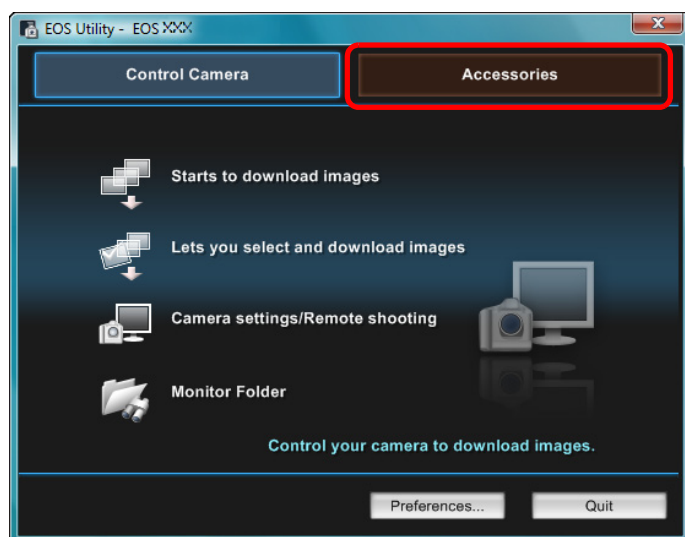 EOS Utility - EOS XXX
Control Camera
Accessories
Starts to download images
Lets you select and download images
Camera settings/Remote shooting
Monitor Folder
Control your camera to download images.
Preferences...
Quit